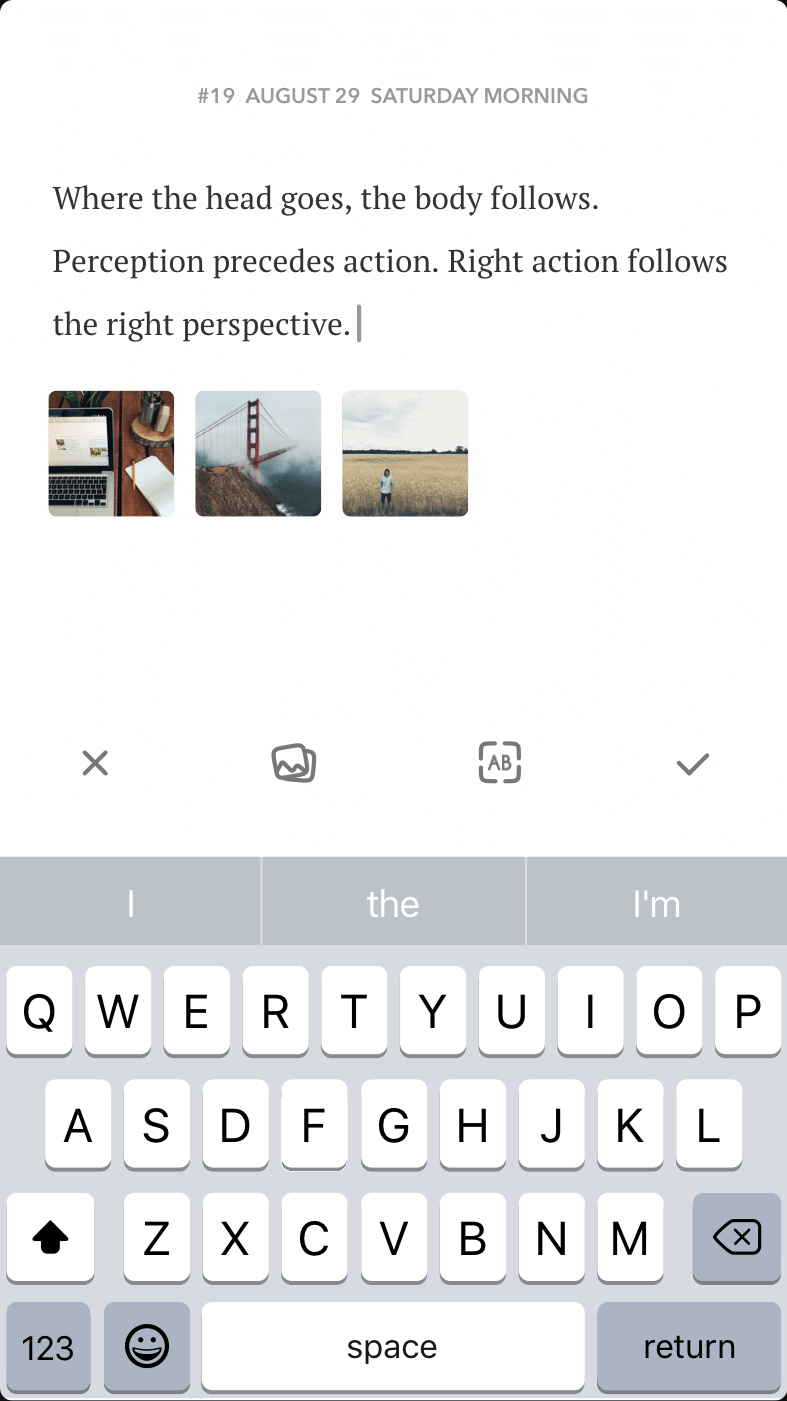 #19 AUGUST 29 SATURDAY MORNING
Where the head goes, the body follows.
Perception precedes action. Right action follows
the right perspective.
AB
I the I'm
Q W E R T Y U I O P
A S D F G H J K L
Z X C V B N M
123 space return